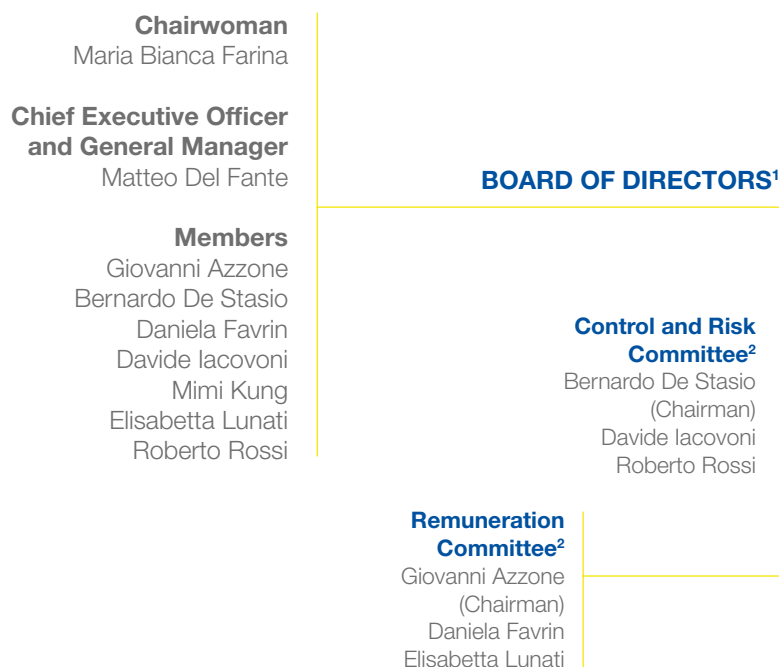 Chairwoman
Maria Bianca Farina
Chief Executive Officer
and General Manager
Matteo Del Fante
Members
Giovanni Azzone
Bernardo De Stasio
Daniela Favrin
Davide Iacovoni
Mimi Kung
Elisabetta Lunati
Roberto Rossi
BOARD OF DIRECTORS¹
Control and Risk
Committee²
Bernardo De Stasio
(Chairman)
Davide Iacovoni
Roberto Rossi
Remuneration
Committee²
Giovanni Azzone
(Chairman)
Daniela Favrin
Elisabetta Lunati